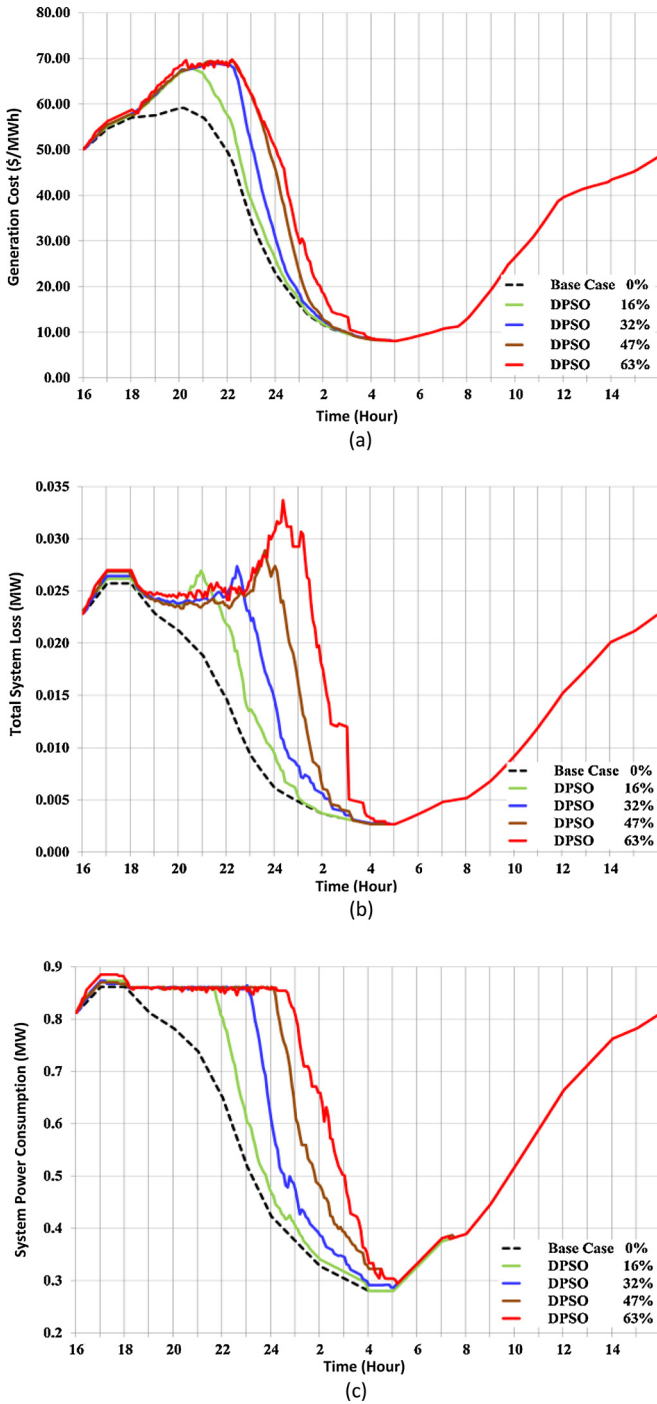 80.00
70.00
60.00
50.00
40.00
30.00
20.00
10.00
0.00
Generation Cost ($/MWh)
Base Case 0%
DPSO 16%
DPSO 32%
DPSO 47%
DPSO 63%
16 18 20 22 24 2 4 6 8 10 12 14
Time (Hour)
(a)
0.035
0.030
0.025
0.020
0.015
0.010
0.005
0.000
Total System Loss (MW)
Base Case 0%
DPSO 16%
DPSO 32%
DPSO 47%
DPSO 63%
16 18 20 22 24 2 4 6 8 10 12 14
Time (Hour)
(b)
0.9
0.8
0.7
0.6
0.5
0.4
0.3
0.2
System Power Consumption (MW)
Base Case 0%
DPSO 16%
DPSO 32%
DPSO 47%
DPSO 63%
16 18 20 22 24 2 4 6 8 10 12 14
Time (Hour)
(c)